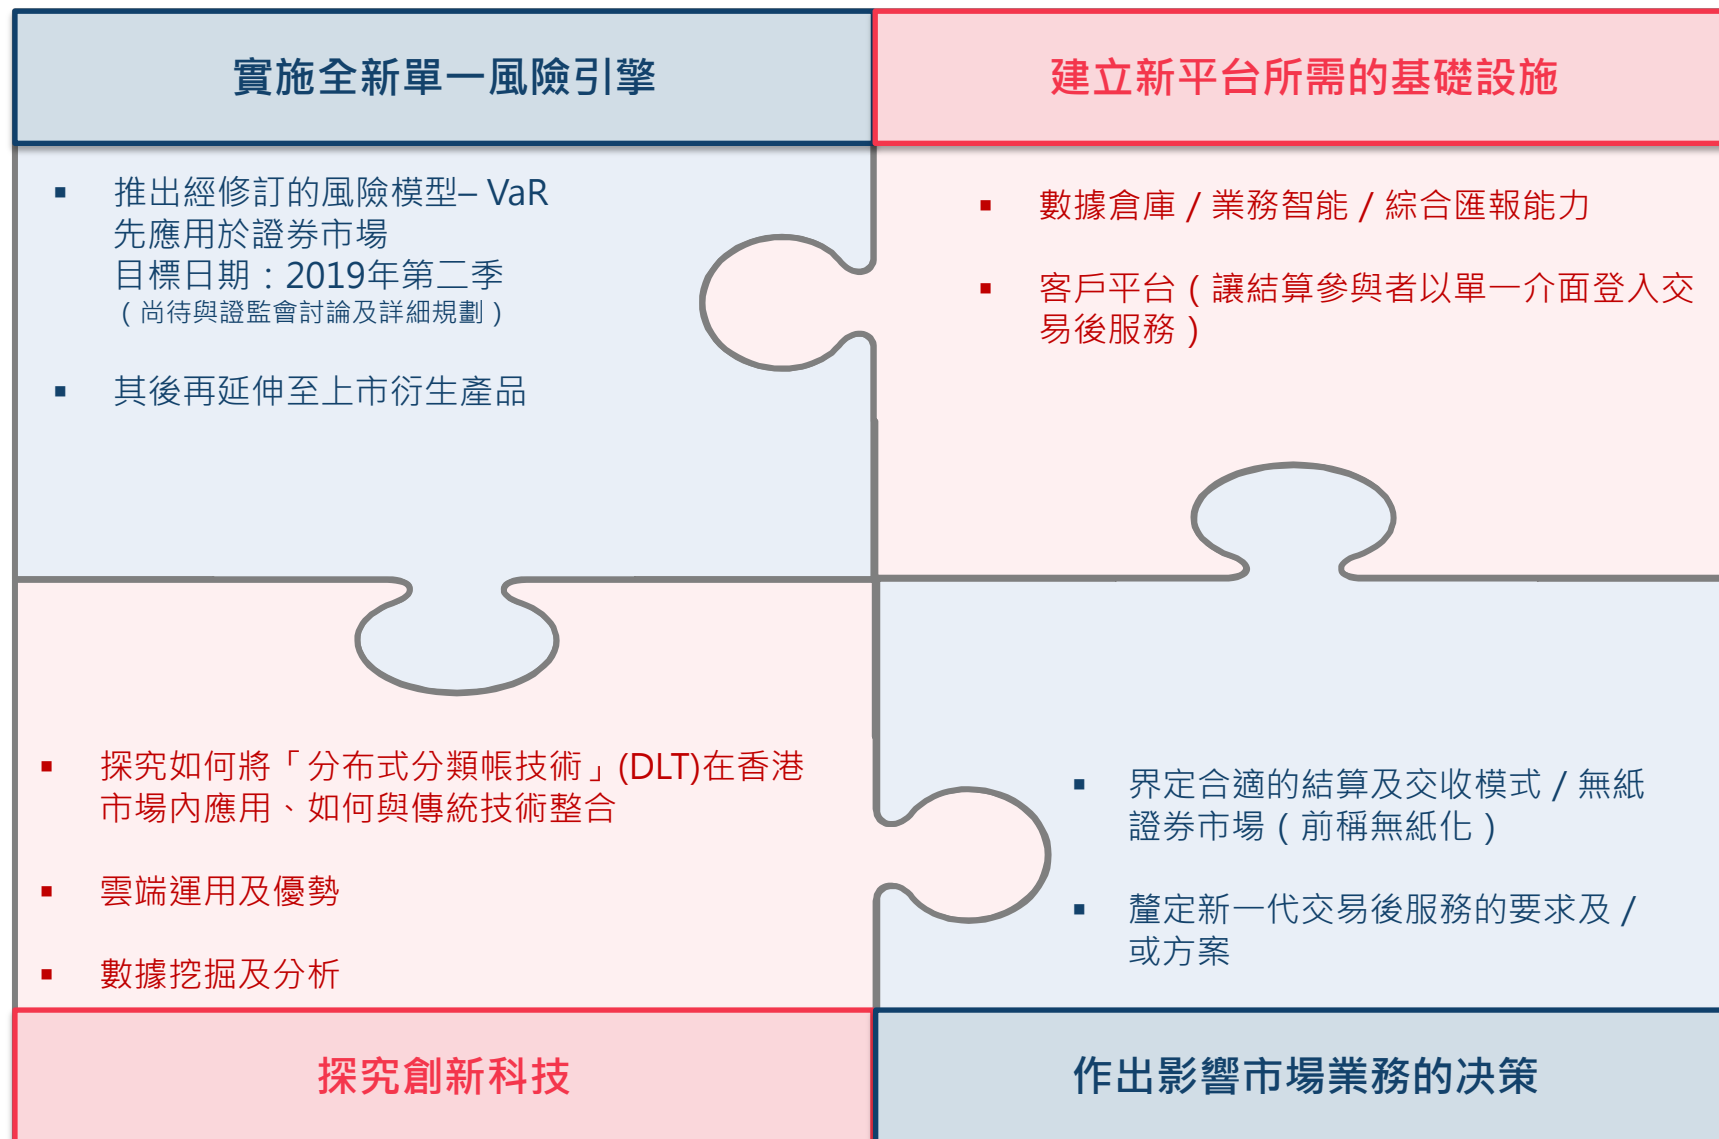 實施全新單一風險引擎
▪ 推出經修訂的風險模型– VaR
先應用於證券市場
目標日期：2019年第二季
（尚待與證監會討論及詳細規劃）
▪ 其後再延伸至上市衍生產品
建立新平台所需的基礎設施
▪ 數據倉庫 / 業務智能 / 綜合匯報能力
▪ 客戶平台（讓結算參與者以單一介面登入交
易後服務）
▪ 探究如何將「分布式分類帳技術」(DLT)在香港
市場內應用、如何與傳統技術整合
▪ 雲端運用及優勢
▪ 數據挖掘及分析
探究創新科技
▪ 界定合適的結算及交收模式 / 無紙
證券市場（前稱無紙化）
▪ 釐定新一代交易後服務的要求及 /
或方案
作出影響市場業務的決策